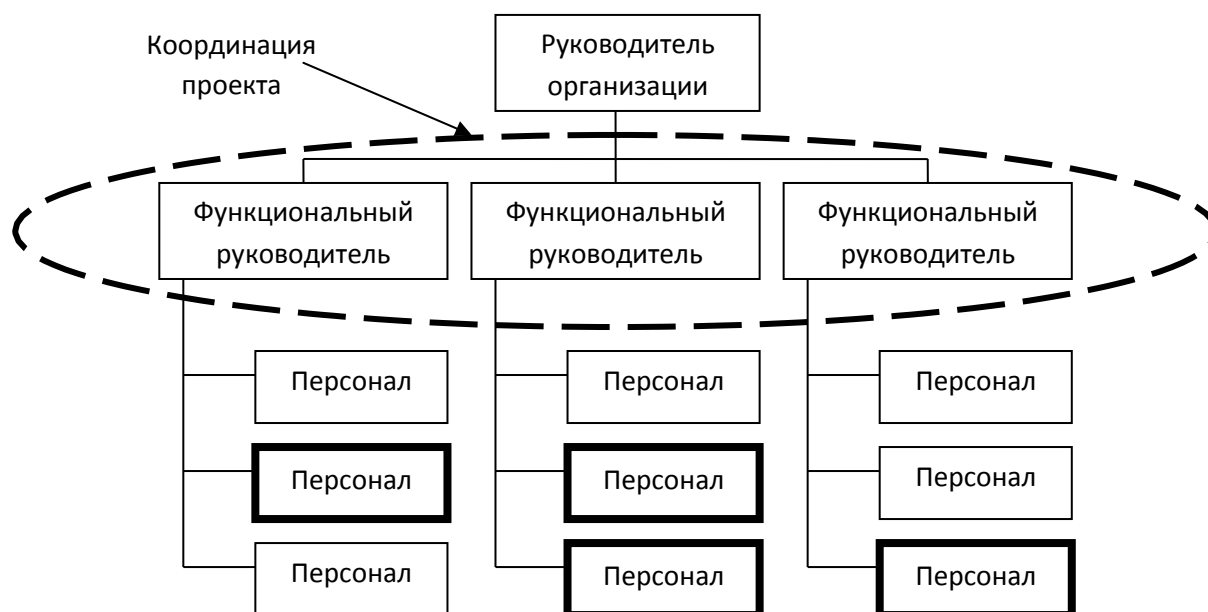 Координация
проекта
Руководитель
организации
Функциональный
руководитель
Функциональный
руководитель
Функциональный
руководитель
Персонал
Персонал
Персонал
Персонал
Персонал
Персонал
Персонал
Персонал
Персонал